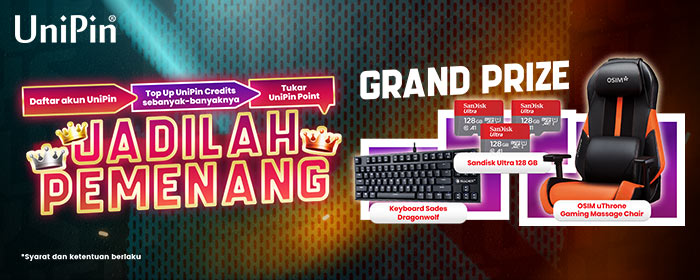 UniPin®
Daftar akun UniPin
Top Up UniPin Credits
sebanyak-banyaknya
Tukar
UniPin Point
JADILAH
PEMENANG
*Syarat dan ketentuan berlaku
GRAND PRIZE
SanDisk
Ultra
128 GB
A1
SanDisk
Ultra
128 GB
SanDisk
Ultra
128 GB
A1
Sandisk Ultra 128 GB
Keyboard Sades
Dragonwolf
OSIM
OSIM uThrone
Gaming Massage Chair